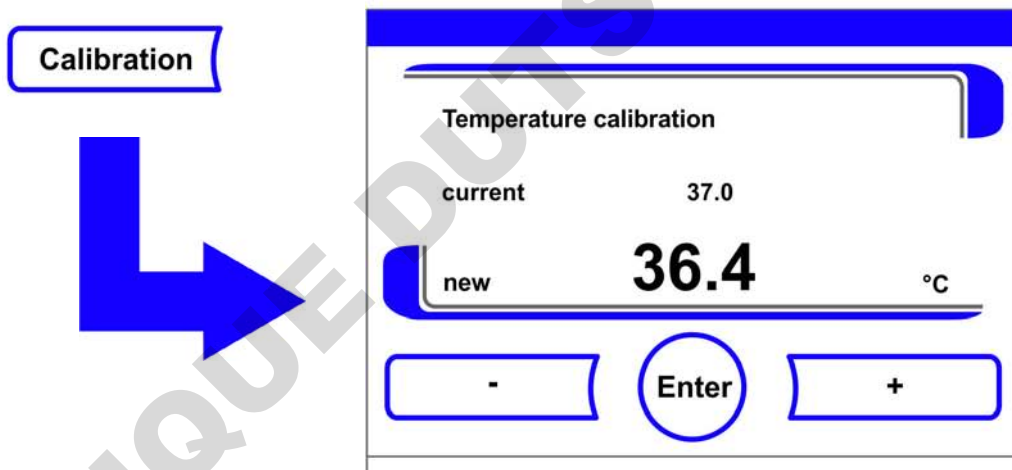 Calibration
Temperature calibration
current 37.0
new 36.4 °C
- Enter +